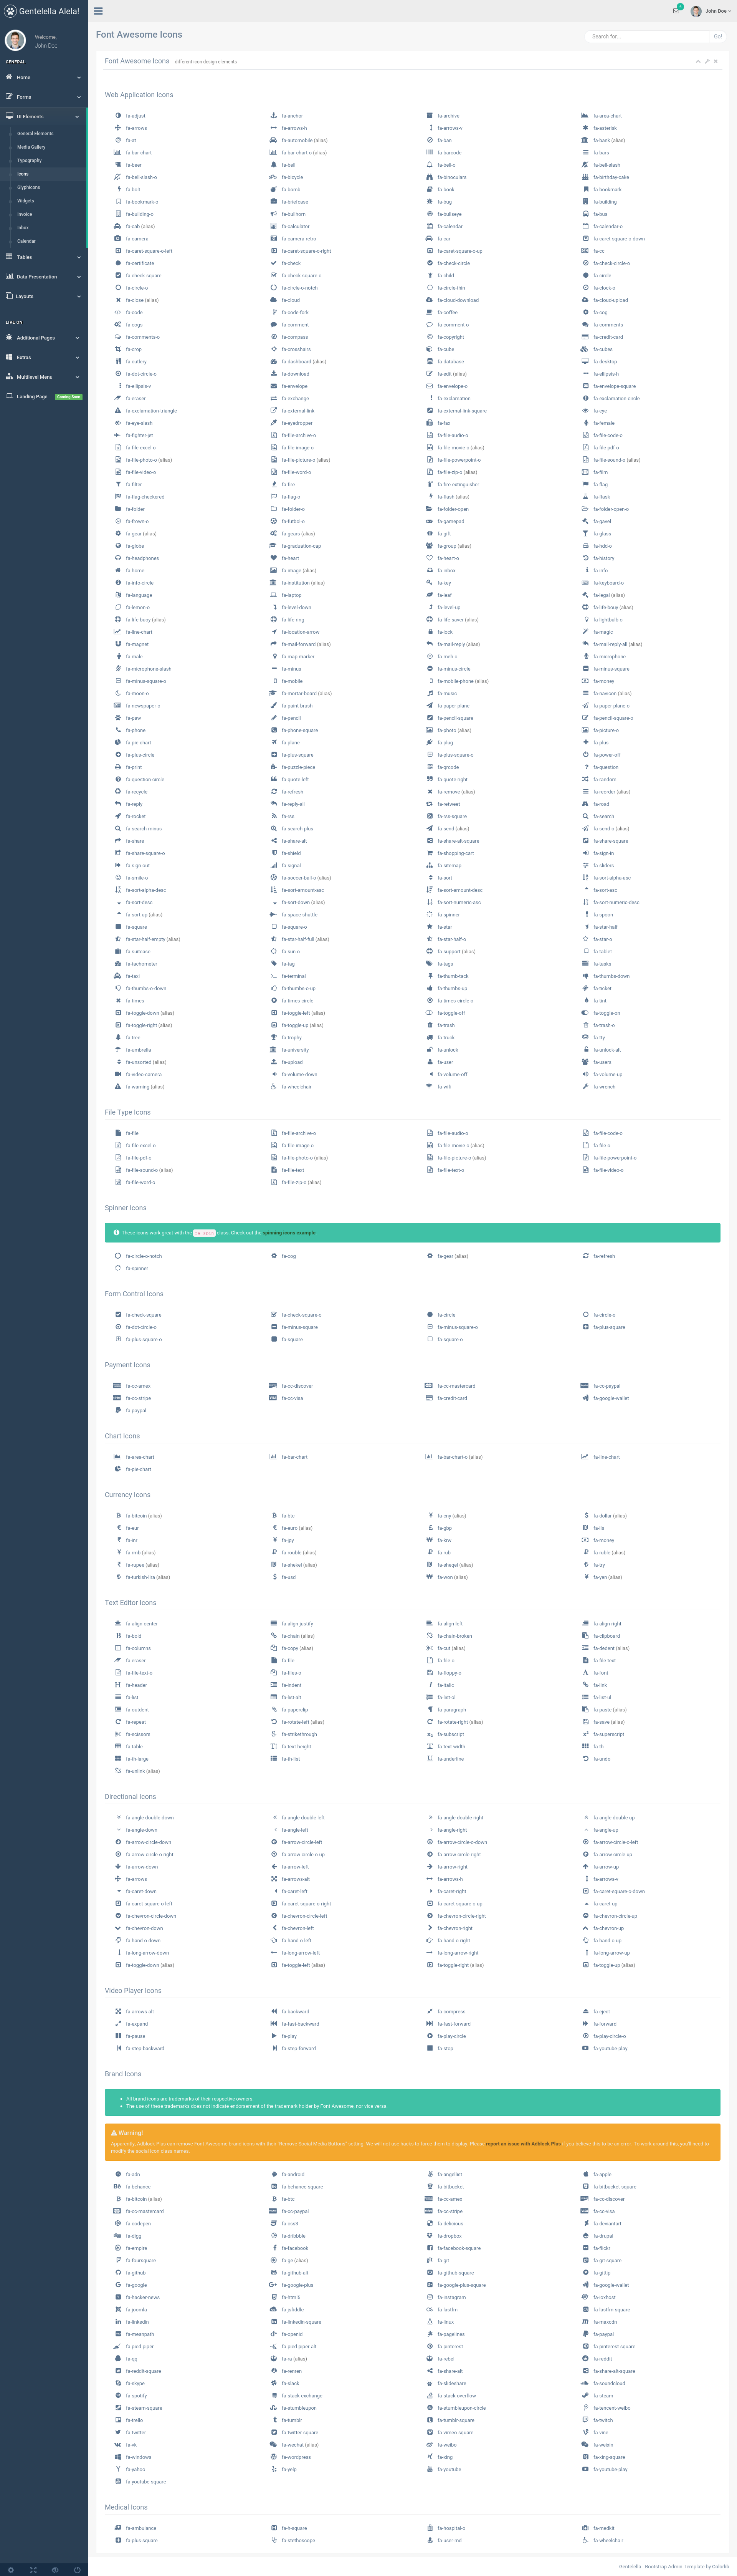 Gentelella Alela!
Welcome,
John Doe
GENERAL
Home
Forms
UI Elements
General Elements
Media Gallery
Typography
Icons
Glyphicons
Widgets
Invoice
Inbox
Calendar
Tables
Data Presentation
Layouts
LIVE ON
Additional Pages
Extras
Multilevel Menu
Landing Page Coming Soon
6 John Doe
Font Awesome Icons
Search for... Go!
Font Awesome Icons different icon design elements
Web Application Icons
fa-adjust fa-anchor fa-archive fa-area-chart
fa-arrows fa-arrows-h fa-arrows-v fa-asterisk
fa-at fa-automobile (alias) fa-ban fa-bank (alias)
fa-bar-chart fa-bar-chart-o (alias) fa-barcode fa-bars
fa-beer fa-bell fa-bell-o fa-bell-slash
fa-bell-slash-o fa-bicycle fa-binoculars fa-birthday-cake
fa-bolt fa-bomb fa-book fa-bookmark
fa-bookmark-o fa-briefcase fa-bug fa-building
fa-building-o fa-bullhorn fa-bullseye fa-bus
fa-cab (alias) fa-calculator fa-calendar fa-calendar-o
fa-camera fa-camera-retro fa-car fa-caret-square-o-down
fa-caret-square-o-left fa-caret-square-o-right fa-caret-square-o-up fa-cc
fa-certificate fa-check fa-check-circle fa-check-circle-o
fa-check-square fa-check-square-o fa-child fa-circle
fa-circle-o fa-circle-o-notch fa-circle-thin fa-clock-o
fa-close (alias) fa-cloud fa-cloud-download fa-cloud-upload
fa-code fa-code-fork fa-coffee fa-cog
fa-cogs fa-comment fa-comment-o fa-comments
fa-comments-o fa-compass fa-copyright fa-credit-card
fa-crop fa-crosshairs fa-cube fa-cubes
fa-cutlery fa-dashboard (alias) fa-database fa-desktop
fa-dot-circle-o fa-download fa-edit (alias) fa-ellipsis-h
fa-ellipsis-v fa-envelope fa-envelope-o fa-envelope-square
fa-eraser fa-exchange fa-exclamation fa-exclamation-circle
fa-exclamation-triangle fa-external-link fa-external-link-square fa-eye
fa-eye-slash fa-eyedropper fa-fax fa-female
fa-fighter-jet fa-file-archive-o fa-file-audio-o fa-file-code-o
fa-file-excel-o fa-file-image-o fa-file-movie-o (alias) fa-file-pdf-o
fa-file-photo-o (alias) fa-file-picture-o (alias) fa-file-powerpoint-o fa-file-sound-o (alias)
fa-file-video-o fa-file-word-o fa-file-zip-o (alias) fa-film
fa-filter fa-fire fa-fire-extinguisher fa-flag
fa-flag-checkered fa-flag-o fa-flash (alias) fa-flask
fa-folder fa-folder-o fa-folder-open fa-folder-open-o
fa-frown-o fa-futbol-o fa-gamepad fa-gavel
fa-gear (alias) fa-gears (alias) fa-gift fa-glass
fa-globe fa-graduation-cap fa-group (alias) fa-hdd-o
fa-headphones fa-heart fa-heart-o fa-history
fa-home fa-image (alias) fa-inbox fa-info
fa-info-circle fa-institution (alias) fa-key fa-keyboard-o
fa-language fa-laptop fa-leaf fa-legal (alias)
fa-lemon-o fa-level-down fa-level-up fa-life-bouy (alias)
fa-life-buoy (alias) fa-life-ring fa-life-saver (alias) fa-lightbulb-o
fa-line-chart fa-location-arrow fa-lock fa-magic
fa-magnet fa-mail-forward (alias) fa-mail-reply (alias) fa-mail-reply-all (alias)
fa-male fa-map-marker fa-meh-o fa-microphone
fa-microphone-slash fa-minus fa-minus-circle fa-minus-square
fa-minus-square-o fa-mobile fa-mobile-phone (alias) fa-money
fa-moon-o fa-mortar-board (alias) fa-music fa-navicon (alias)
fa-newspaper-o fa-paint-brush fa-paper-plane fa-paper-plane-o
fa-paw fa-pencil fa-pencil-square fa-pencil-square-o
fa-phone fa-phone-square fa-photo (alias) fa-picture-o
fa-pie-chart fa-plane fa-plug fa-plus
fa-plus-circle fa-plus-square fa-plus-square-o fa-power-off
fa-print fa-puzzle-piece fa-qrcode fa-question
fa-question-circle fa-quote-left fa-quote-right fa-random
fa-recycle fa-refresh fa-remove (alias) fa-reorder (alias)
fa-reply fa-reply-all fa-retweet fa-road
fa-rocket fa-rss fa-rss-square fa-search
fa-search-minus fa-search-plus fa-send (alias) fa-send-o (alias)
fa-share fa-share-alt fa-share-alt-square fa-share-square
fa-share-square-o fa-shield fa-shopping-cart fa-sign-in
fa-sign-out fa-signal fa-sitemap fa-sliders
fa-smile-o fa-soccer-ball-o (alias) fa-sort fa-sort-alpha-asc
fa-sort-alpha-desc fa-sort-amount-asc fa-sort-amount-desc fa-sort-asc
fa-sort-desc fa-sort-down (alias) fa-sort-numeric-asc fa-sort-numeric-desc
fa-sort-up (alias) fa-space-shuttle fa-spinner fa-spoon
fa-square fa-square-o fa-star fa-star-half
fa-star-half-empty (alias) fa-star-half-full (alias) fa-star-half-o fa-star-o
fa-suitcase fa-sun-o fa-support (alias) fa-tablet
fa-tachometer fa-tag fa-tags fa-tasks
fa-taxi fa-terminal fa-thumb-tack fa-thumbs-down
fa-thumbs-o-down fa-thumbs-o-up fa-thumbs-up fa-ticket
fa-times fa-times-circle fa-times-circle-o fa-tint
fa-toggle-down (alias) fa-toggle-left (alias) fa-toggle-off fa-toggle-on
fa-toggle-right (alias) fa-toggle-up (alias) fa-trash fa-trash-o
fa-tree fa-trophy fa-truck fa-tty
fa-umbrella fa-university fa-unlock fa-unlock-alt
fa-unsorted (alias) fa-upload fa-user fa-users
fa-video-camera fa-volume-down fa-volume-off fa-volume-up
fa-warning (alias) fa-wheelchair fa-wifi fa-wrench
File Type Icons
fa-file fa-file-archive-o fa-file-audio-o fa-file-code-o
fa-file-excel-o fa-file-image-o fa-file-movie-o (alias) fa-file-o
fa-file-pdf-o fa-file-photo-o (alias) fa-file-picture-o (alias) fa-file-powerpoint-o
fa-file-sound-o (alias) fa-file-text fa-file-text-o fa-file-video-o
fa-file-word-o fa-file-zip-o (alias)
Spinner Icons
These icons work great with the fa-spin class. Check out the spinning icons example
fa-circle-o-notch fa-cog fa-gear (alias) fa-refresh
fa-spinner
Form Control Icons
fa-check-square fa-check-square-o fa-circle fa-circle-o
fa-dot-circle-o fa-minus-square fa-minus-square-o fa-plus-square
fa-plus-square-o fa-square fa-square-o
Payment Icons
fa-cc-amex fa-cc-discover fa-cc-mastercard fa-cc-paypal
fa-cc-stripe fa-cc-visa fa-credit-card fa-google-wallet
fa-paypal
Chart Icons
fa-area-chart fa-bar-chart fa-bar-chart-o (alias) fa-line-chart
fa-pie-chart
Currency Icons
fa-bitcoin (alias) fa-btc fa-cny (alias) fa-dollar (alias)
fa-eur fa-euro (alias) fa-gbp fa-ils
fa-inr fa-jpy fa-krw fa-money
fa-rmb (alias) fa-rouble (alias) fa-rub fa-ruble (alias)
fa-rupee (alias) fa-shekel (alias) fa-sheqel (alias) fa-try
fa-turkish-lira (alias) fa-usd fa-won (alias) fa-yen (alias)
Text Editor Icons
fa-align-center fa-align-justify fa-align-left fa-align-right
fa-bold fa-chain (alias) fa-chain-broken fa-clipboard
fa-columns fa-copy (alias) fa-cut (alias) fa-dedent (alias)
fa-eraser fa-file fa-file-o fa-file-text
fa-file-text-o fa-files-o fa-floppy-o fa-font
fa-header fa-indent fa-italic fa-link
fa-list fa-list-alt fa-list-ol fa-list-ul
fa-outdent fa-paperclip fa-paragraph fa-paste (alias)
fa-repeat fa-rotate-left (alias) fa-rotate-right (alias) fa-save (alias)
fa-scissors fa-strikethrough fa-subscript fa-superscript
fa-table fa-text-height fa-text-width fa-th
fa-th-large fa-th-list fa-underline fa-undo
fa-unlink (alias)
Directional Icons
fa-angle-double-down fa-angle-double-left fa-angle-double-right fa-angle-double-up
fa-angle-down fa-angle-left fa-angle-right fa-angle-up
fa-arrow-circle-down fa-arrow-circle-left fa-arrow-circle-o-down fa-arrow-circle-o-left
fa-arrow-circle-o-right fa-arrow-circle-o-up fa-arrow-circle-right fa-arrow-circle-up
fa-arrow-down fa-arrow-left fa-arrow-right fa-arrow-up
fa-arrows fa-arrows-alt fa-arrows-h fa-arrows-v
fa-caret-down fa-caret-left fa-caret-right fa-caret-square-o-down
fa-caret-square-o-left fa-caret-square-o-right fa-caret-square-o-up fa-caret-up
fa-chevron-circle-down fa-chevron-circle-left fa-chevron-circle-right fa-chevron-circle-up
fa-chevron-down fa-chevron-left fa-chevron-right fa-chevron-up
fa-hand-o-down fa-hand-o-left fa-hand-o-right fa-hand-o-up
fa-long-arrow-down fa-long-arrow-left fa-long-arrow-right fa-long-arrow-up
fa-toggle-down (alias) fa-toggle-left (alias) fa-toggle-right (alias) fa-toggle-up (alias)
Video Player Icons
fa-arrows-alt fa-backward fa-compress fa-eject
fa-expand fa-fast-backward fa-fast-forward fa-forward
fa-pause fa-play fa-play-circle fa-play-circle-o
fa-step-backward fa-step-forward fa-stop fa-youtube-play
Brand Icons
All brand icons are trademarks of their respective owners.
The use of these trademarks does not indicate endorsement of the trademark holder by Font Awesome, nor vice versa.
Warning!
Apparently, Adblock Plus can remove Font Awesome brand icons with their "Remove Social Media Buttons" setting. We will not use hacks to force them to display. Please report an issue with Adblock Plus if you believe this to be an error. To work around this, you'll need to
modify the social icon class names.
fa-adn fa-android fa-angellist fa-apple
fa-behance fa-behance-square fa-bitbucket fa-bitbucket-square
fa-bitcoin (alias) fa-btc fa-cc-amex fa-cc-discover
fa-cc-mastercard fa-cc-paypal fa-cc-stripe fa-cc-visa
fa-codepen fa-css3 fa-delicious fa-deviantart
fa-digg fa-dribbble fa-dropbox fa-drupal
fa-empire fa-facebook fa-facebook-square fa-flickr
fa-foursquare fa-ge (alias) fa-git fa-git-square
fa-github fa-github-alt fa-github-square fa-gittip
fa-google fa-google-plus fa-google-plus-square fa-google-wallet
fa-hacker-news fa-html5 fa-instagram fa-ioxhost
fa-joomla fa-jsfiddle fa-lastfm fa-lastfm-square
fa-linkedin fa-linkedin-square fa-linux fa-maxcdn
fa-meanpath fa-openid fa-pagelines fa-paypal
fa-pied-piper fa-pied-piper-alt fa-pinterest fa-pinterest-square
fa-qq fa-ra (alias) fa-rebel fa-reddit
fa-reddit-square fa-renren fa-share-alt fa-share-alt-square
fa-skype fa-slack fa-slideshare fa-soundcloud
fa-spotify fa-stack-exchange fa-stack-overflow fa-steam
fa-steam-square fa-stumbleupon fa-stumbleupon-circle fa-tencent-weibo
fa-trello fa-tumblr fa-tumblr-square fa-twitch
fa-twitter fa-twitter-square fa-vimeo-square fa-vine
fa-vk fa-wechat (alias) fa-weibo fa-weixin
fa-windows fa-wordpress fa-xing fa-xing-square
fa-yahoo fa-yelp fa-youtube fa-youtube-play
fa-youtube-square
Medical Icons
fa-ambulance fa-h-square fa-hospital-o fa-medkit
fa-plus-square fa-stethoscope fa-user-md fa-wheelchair
Gentelella - Bootstrap Admin Template by Colorlib